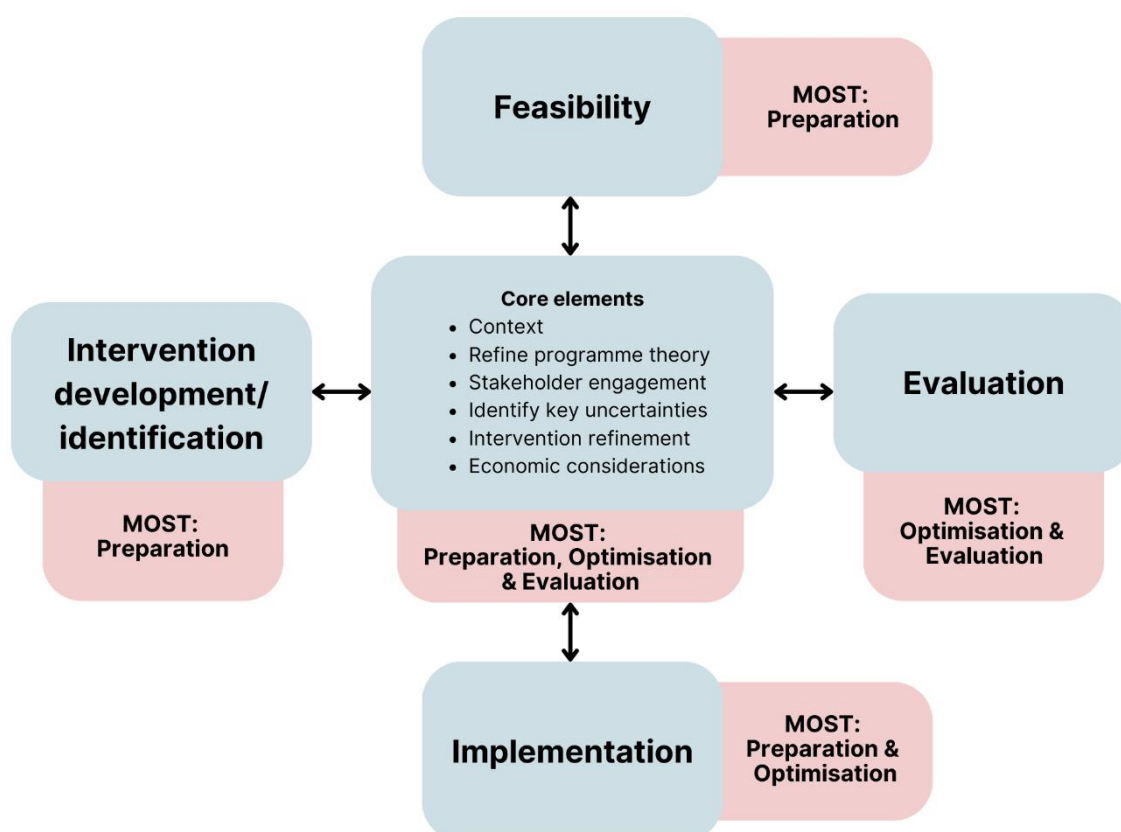 Feasibility
MOST:
Preparation
Intervention
development/
identification
MOST:
Preparation
Core elements
• Context
• Refine programme theory
• Stakeholder engagement
• Identify key uncertainties
• Intervention refinement
• Economic considerations
MOST:
Preparation, Optimisation
& Evaluation
Evaluation
MOST:
Optimisation &
Evaluation
Implementation
MOST:
Preparation &
Optimisation